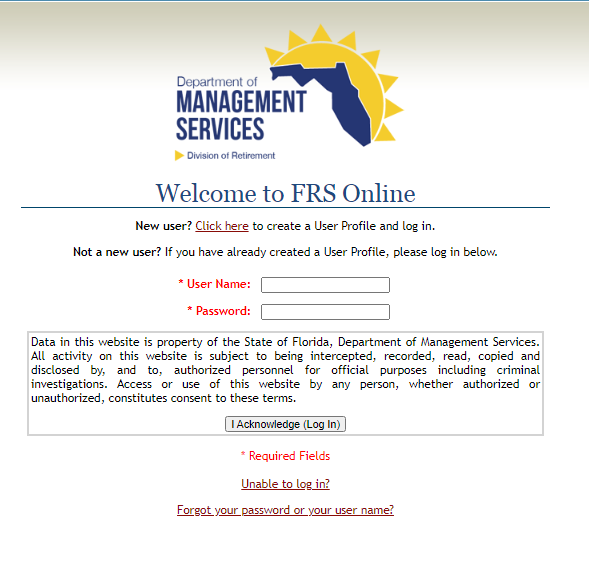 Department of
MANAGEMENT
SERVICES
Division of Retirement
Welcome to FRS Online
New user? Click here to create a User Profile and log in.
Not a new user? If you have already created a User Profile, please log in below.
* User Name:
* Password:
Data in this website is property of the State of Florida, Department of Management Services.
All activity on this website is subject to being intercepted, recorded, read, copied and
disclosed by, and to, authorized personnel for official purposes including criminal
investigations. Access or use of this website by any person, whether authorized or
unauthorized, constitutes consent to these terms.
I Acknowledge (Log In)
* Required Fields
Unable to log in?
Forgot your password or your user name?